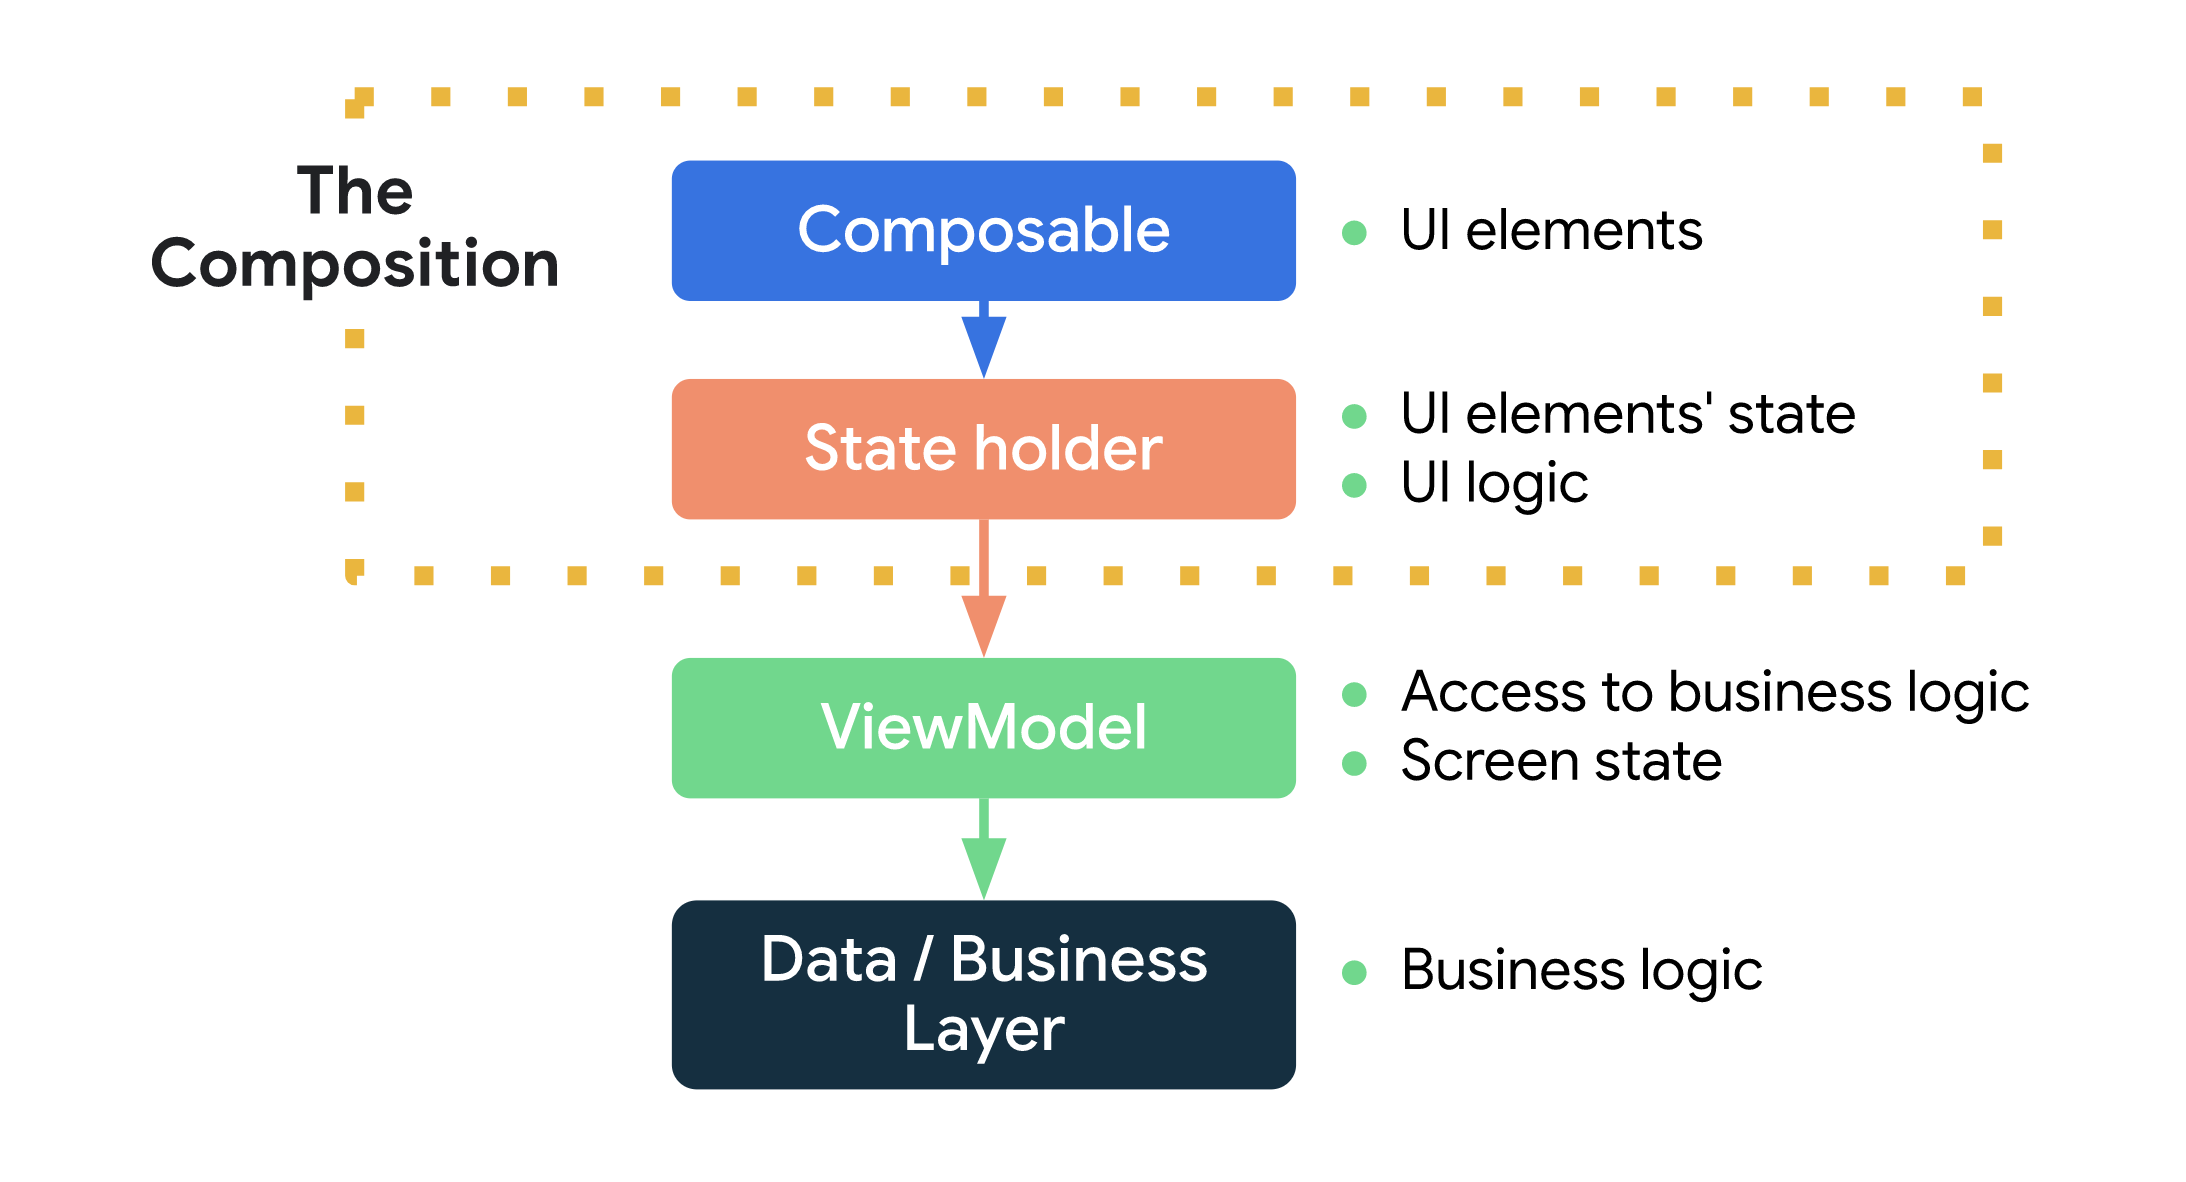 The
Composition
Composable
UI elements
State holder
UI elements' state
UI logic
ViewModel
Access to business logic
Screen state
Data / Business
Layer
Business logic